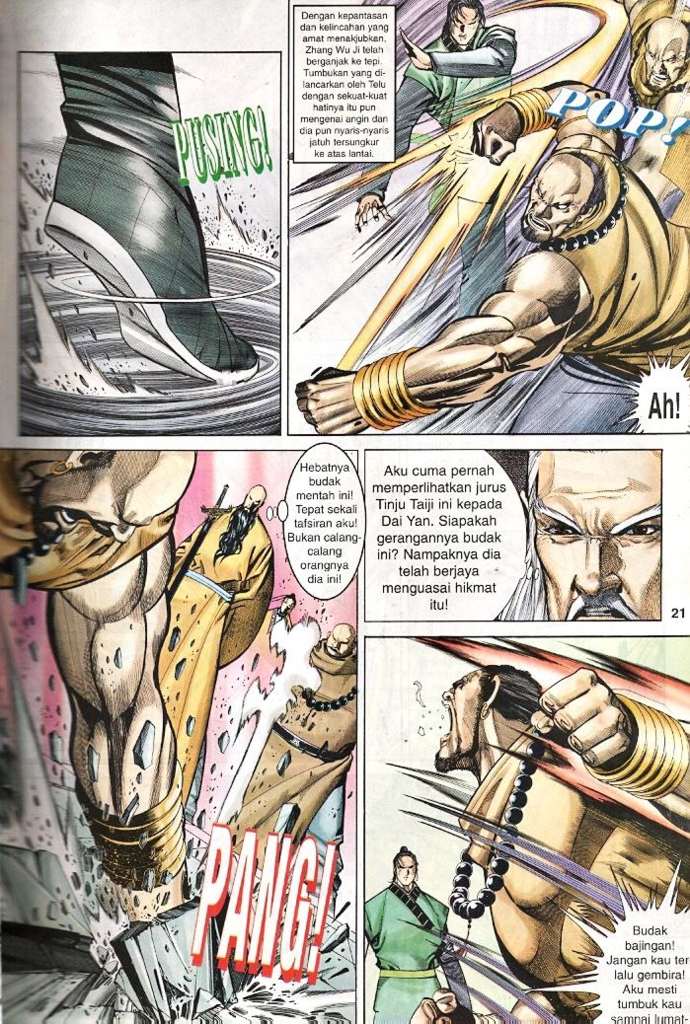 Dengan kepantasan
dan kelincahan yang
amat menakjubkan,
Zhang Wu Ji telah
berganjak ke tepi.
Tumbukan yang di-
lancarkan oleh Telu
dengan sekuat-kuat
hatinya itu pun
mengenai angin dan
dia pun nyaris-nyaris
jatuh tersungkur
ke atas lantai.
PUSING!
POP!
Ah!
Hebatnya
budak
mentah ini!
Tepat sekali
tafsiran aku!
Bukan calang-
calang
orangnya
dia ini!
Aku cuma pernah
memperlihatkan jurus
Tinju Taiji ini kepada
Dai Yan. Siapakah
gerangannya budak
ini? Nampaknya dia
telah berjaya
menguasai hikmat
itu!
21
PANG!
Budak
bajingan!
Jangan kau ter
lalu gembira!
Aku mesti
tumbuk kau
sampai lumat-